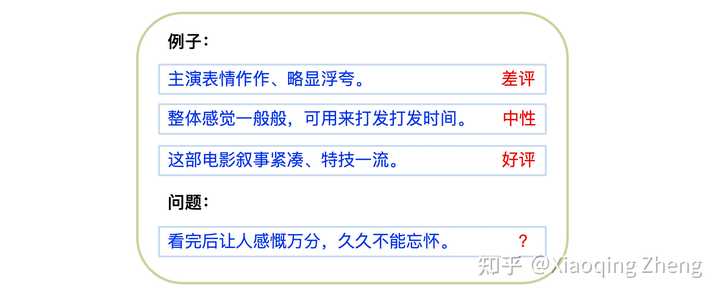 例子：
主演表情作作、略显浮夸。 差评
整体感觉一般般，可用来打发打发时间。 中性
这部电影叙事紧凑、特技一流。 好评
问题：
看完后让人感慨万分，久久不能忘怀。 ？
知乎 @Xiaoqing Zheng